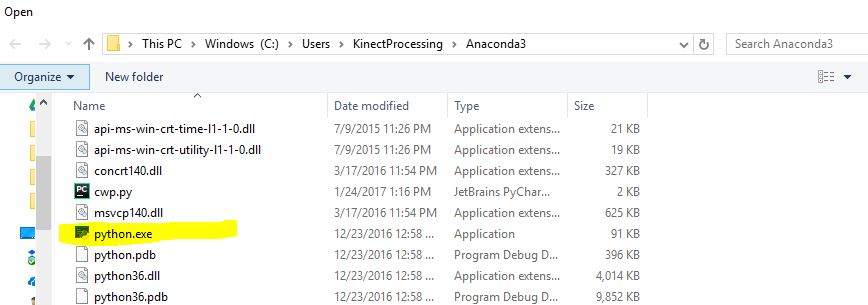 Open
This PC > Windows (C:) > Users > KinectProcessing > Anaconda3
Search Anaconda3
Organize New folder
Name Date modified Type Size
api-ms-win-crt-time-l1-1-0.dll 7/9/2015 11:26 PM Application extens... 21 KB
api-ms-win-crt-utility-l1-1-0.dll 7/9/2015 11:26 PM Application extens... 19 KB
concrt140.dll 3/17/2016 11:54 PM Application extens... 327 KB
PC cwp.py 1/24/2017 1:16 PM JetBrains PyChar... 2 KB
msvcp140.dll 3/17/2016 11:54 PM Application extens... 625 KB
python.exe 12/23/2016 12:58 ... Application 91 KB
python.pdb 12/23/2016 12:58 ... Program Debug D... 396 KB
python36.dll 12/23/2016 12:58 ... Application extens... 4,014 KB
python36.pdb 12/23/2016 12:58 ... Program Debug D... 9,852 KB